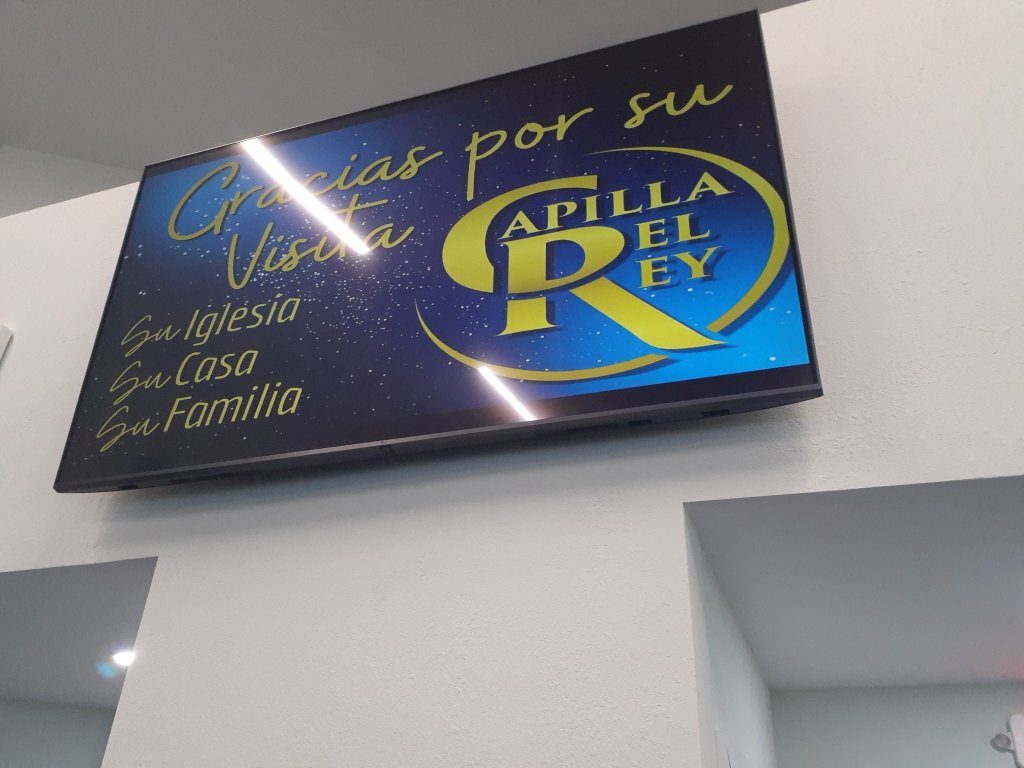 Gracias por su
Visita
Su Iglesia
Su Casa
Su Familia
CAPILLA
DEL
REY